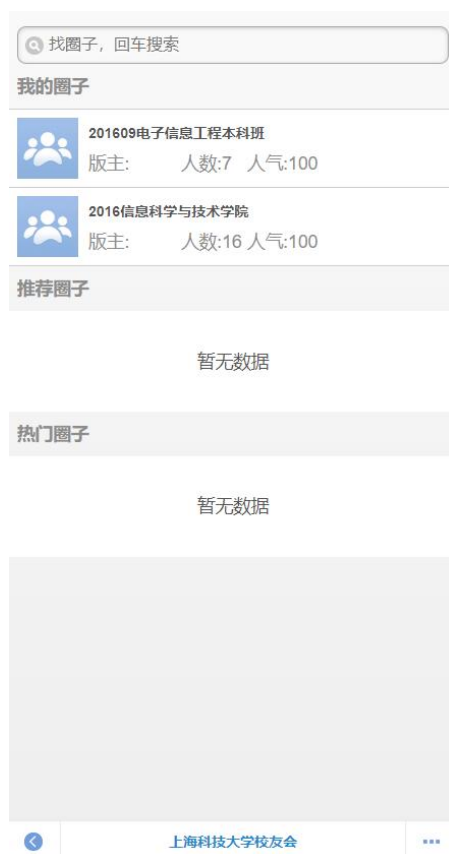 找圈子，回车搜索
我的圈子
201609电子信息工程本科班
版主: 人数:7 人气:100
2016信息科学与技术学院
版主: 人数:16 人气:100
推荐圈子
暂无数据
热门圈子
暂无数据
上海科技大学校友会